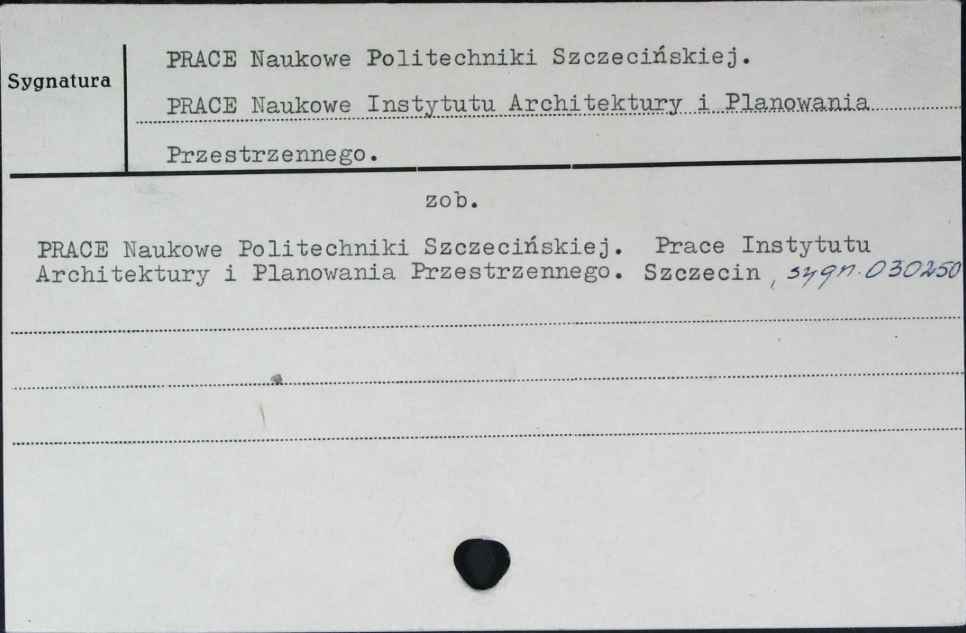 Sygnatura
PRACE Naukowe Politechniki Szczecińskiej.
PRACE Naukowe Instytutu Architektury i Planowania
Przestrzennego.
zob.
PRACE Naukowe Politechniki Szczecińskiej. Prace Instytutu
Architektury i Planowania Przestrzennego. Szczecin, sygn. 030250